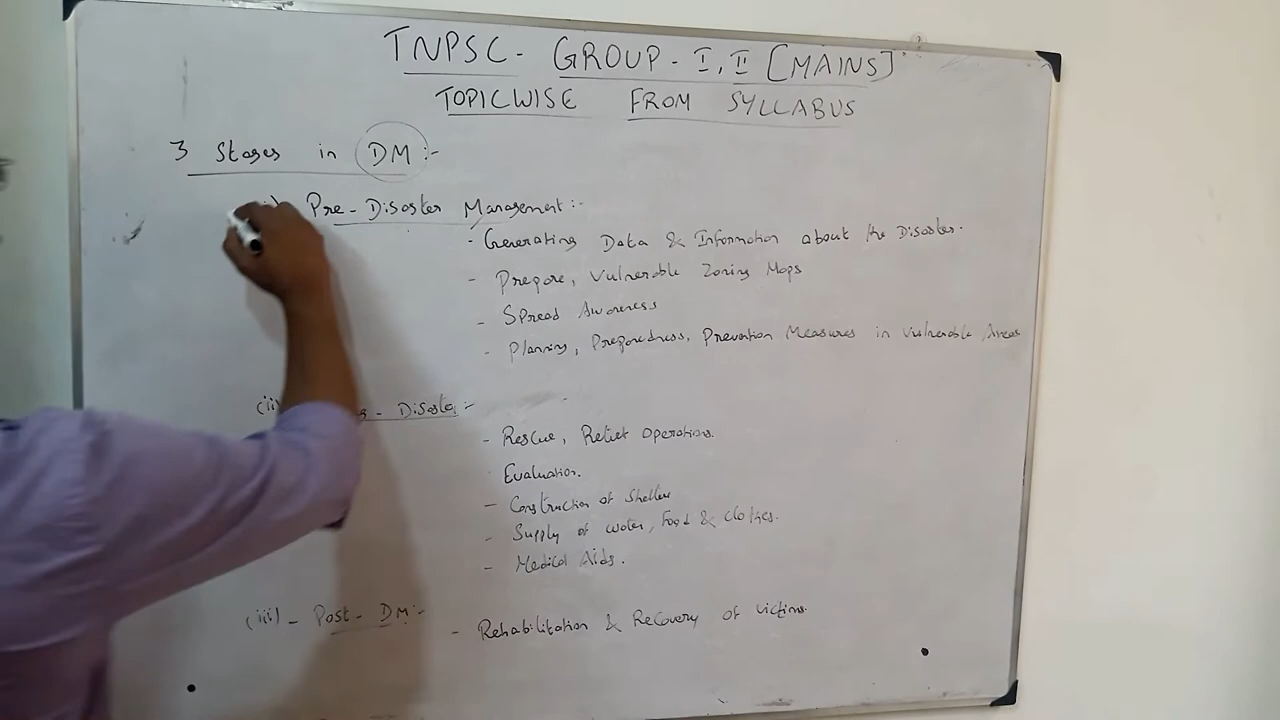 TNPSC - GROUP - I, II [MAINS]
TOPICWISE FROM SYLLABUS
3 Stages in DM :-
Pre - Disaster Management :-
- Generating Data & Information about the Disaster.
- Prepare, Vulnerable Zoning Maps
- Spread Awareness
- Planning, Preparedness, Prevention Measures in Vulnerable Areas
(ii) - Disaster :-
- Rescue, Relief Operations.
- Evaluation.
- Construction of Shelter
- Supply of water, Food & clothes.
- Medical Aids.
(iii) - Post - DM :-
- Rehabilitation & Recovery of victims.